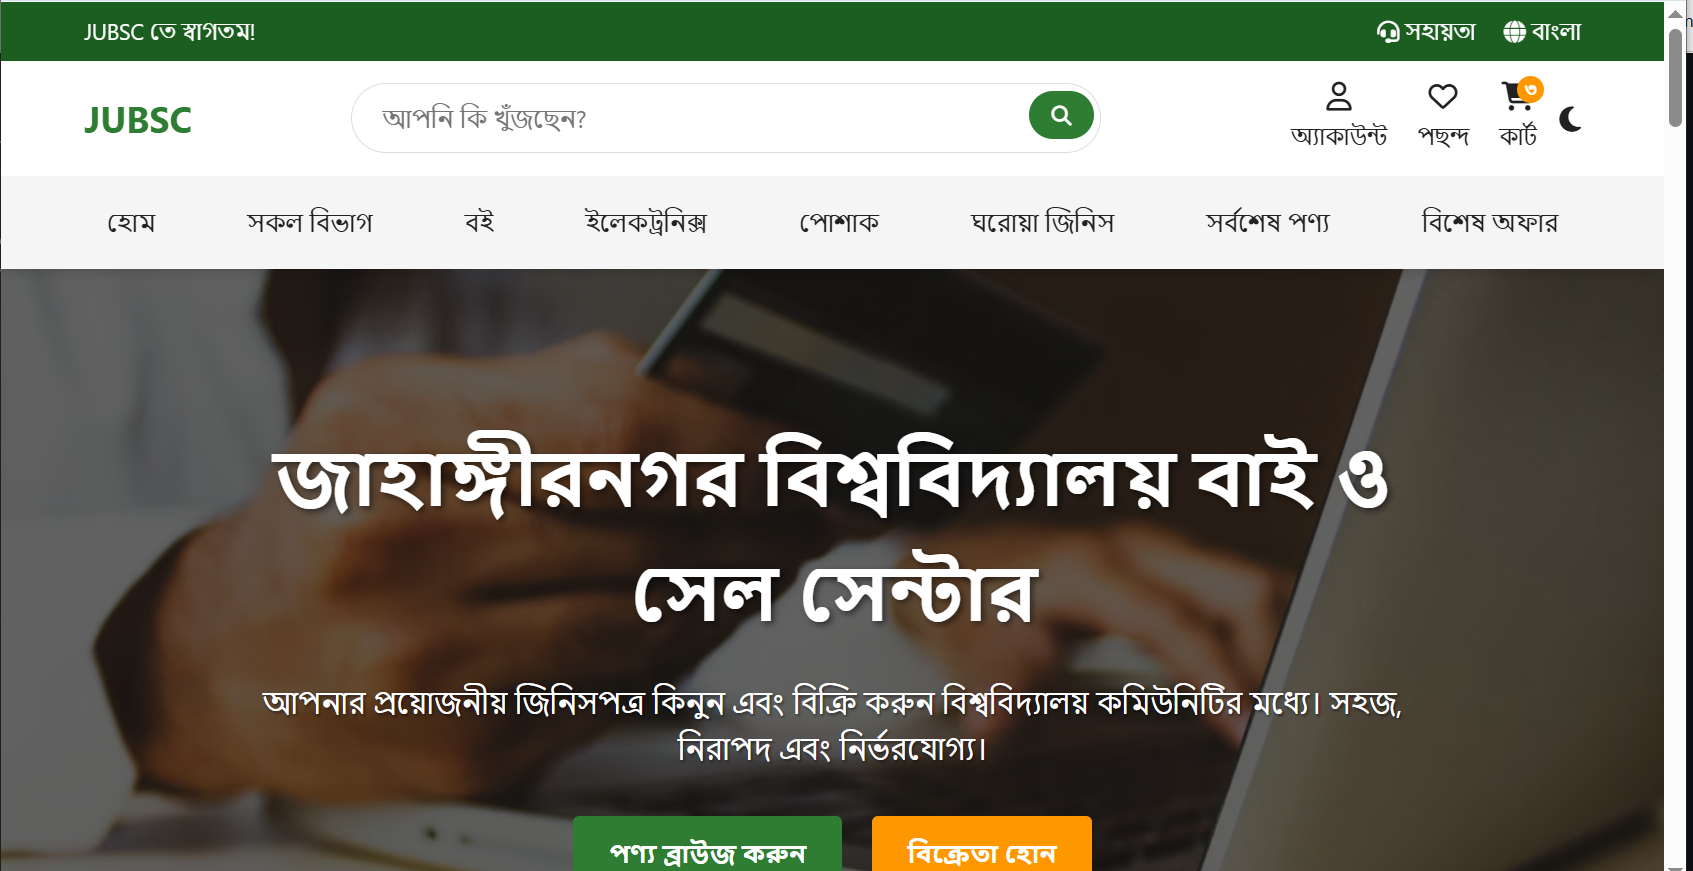 JUBSC তে স্বাগতম!
সহায়তা
বাংলা
JUBSC
আপনি কি খুঁজছেন?
অ্যাকাউন্ট
পছন্দ
৩
কার্ট
হোম
সকল বিভাগ
বই
ইলেকট্রনিক্স
পোশাক
ঘরোয়া জিনিস
সর্বশেষ পণ্য
বিশেষ অফার
জাহাঙ্গীরনগর বিশ্ববিদ্যালয় বাই ও
সেল সেন্টার
আপনার প্রয়োজনীয় জিনিসপত্র কিনুন এবং বিক্রি করুন বিশ্ববিদ্যালয় কমিউনিটির মধ্যে। সহজ,
নিরাপদ এবং নির্ভরযোগ্য।
পণ্য ব্রাউজ করুন
বিক্রেতা হোন